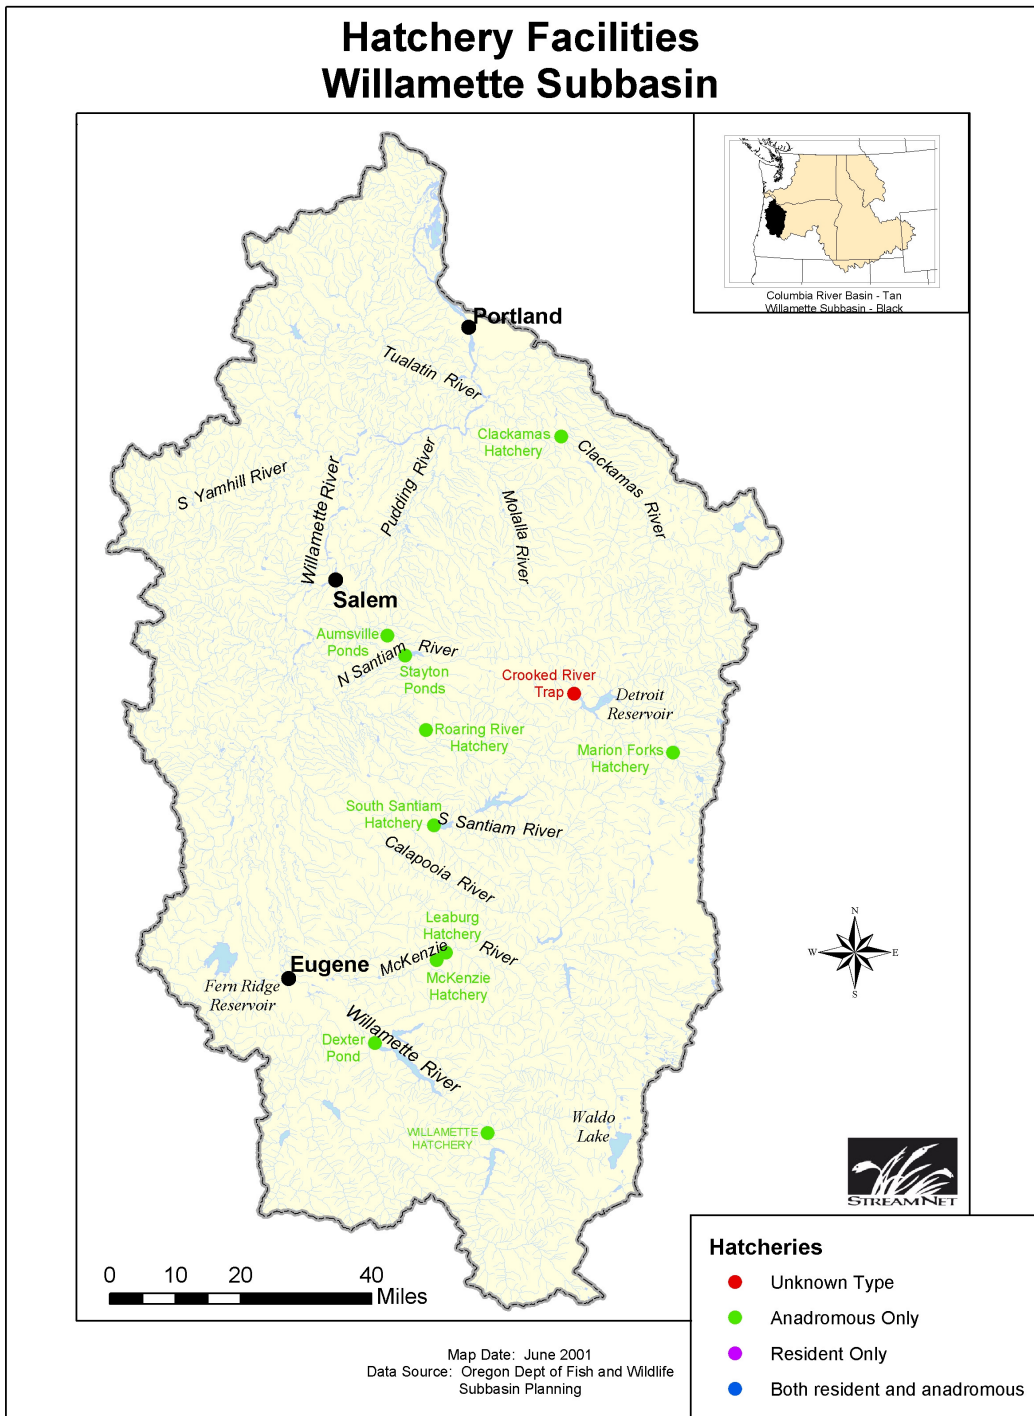 Hatchery Facilities
Willamette Subbasin
Columbia River Basin - Tan
Willamette Subbasin - Black
Portland
Tualatin River
Clackamas
Hatchery
Clackamas River
S Yamhill River
Willamette River
Pudding River
Molalla River
Salem
Aumsville
Ponds
N Santiam River
Stayton
Ponds
Crooked River
Trap
Detroit
Reservoir
Roaring River
Hatchery
Marion Forks
Hatchery
South Santiam
Hatchery
S Santiam River
Calapooia River
Leaburg
Hatchery
McKenzie River
McKenzie
Hatchery
Eugene
Fern Ridge
Reservoir
Willamette River
Dexter
Pond
WILLAMETTE
HATCHERY
Waldo
Lake
N
W E
S
STREAMNET
0 10 20 40
Miles
Hatcheries
Unknown Type
Anadromous Only
Resident Only
Both resident and anadromous
Map Date: June 2001
Data Source: Oregon Dept of Fish and Wildlife
Subbasin Planning